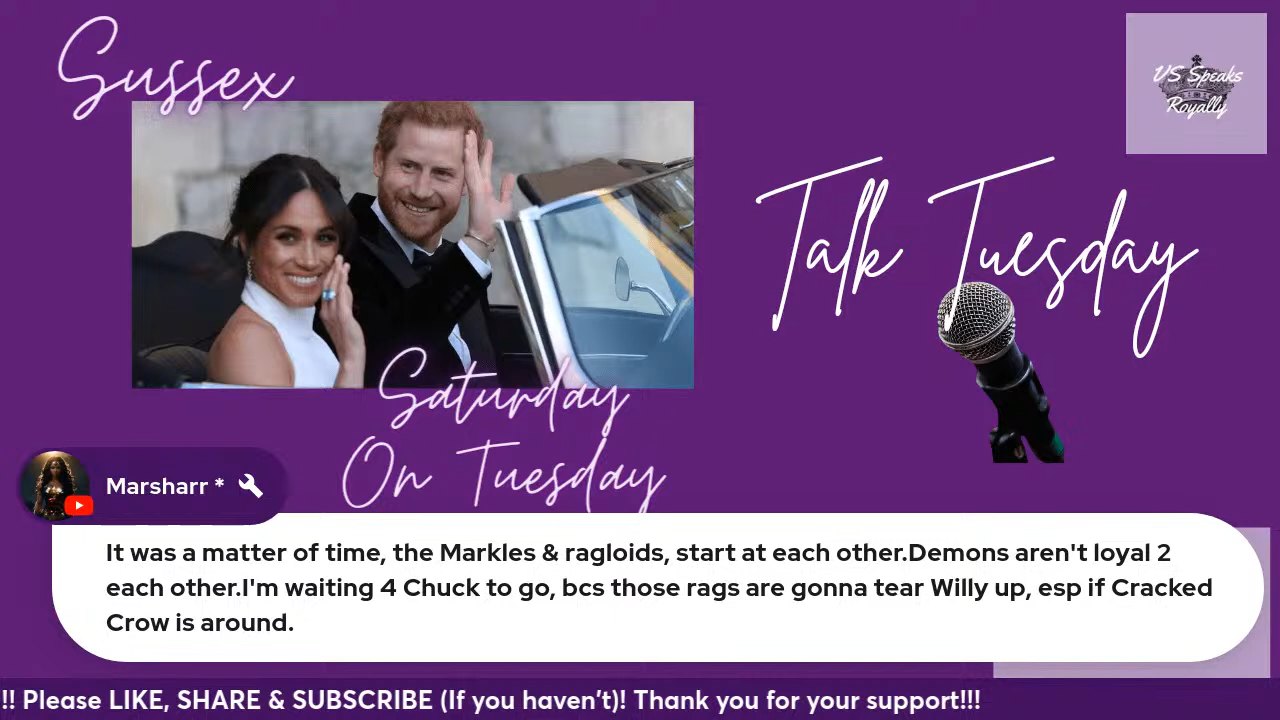 Sussex
VS Speaks
Royally
Talk Tuesday
Saturday
On Tuesday
Marsharr *
It was a matter of time, the Markles & ragloids, start at each other.Demons aren't loyal 2
each other.I'm waiting 4 Chuck to go, bcs those rags are gonna tear Willy up, esp if Cracked
Crow is around.
!! Please LIKE, SHARE & SUBSCRIBE (If you haven't)! Thank you for your support!!!